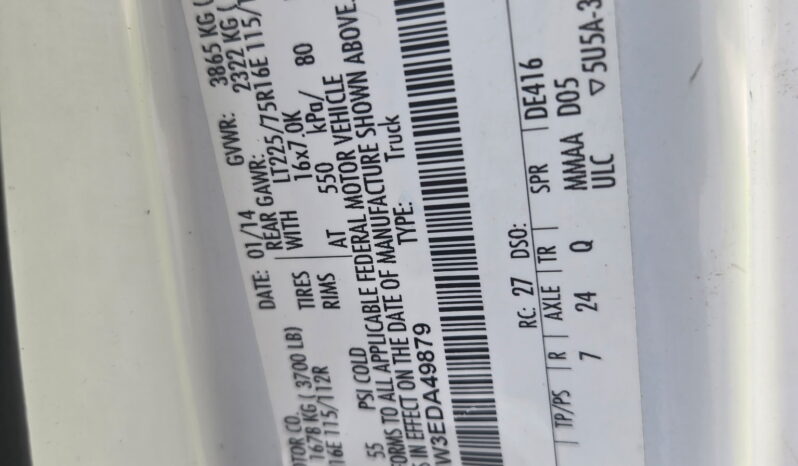 DATE: 01/14 GVWR: 3865 KG (
OTOR CO. REAR GAWR: 2322 KG (
1678 KG ( 3700 LB) TIRES WITH LT225/75R16E 115/1
16E 115/112R RIMS 16x7.0K
55 PSI COLD AT 550 kPa/ 80
FORMS TO ALL APPLICABLE FEDERAL MOTOR VEHICLE
S IN EFFECT ON THE DATE OF MANUFACTURE SHOWN ABOVE.
W3EDA49879 TYPE: Truck
RC: 27 DSO:
TP/PS R AXLE TR SPR DE416
7 24 Q MMAA D05
ULC ▽ 5U5A-3